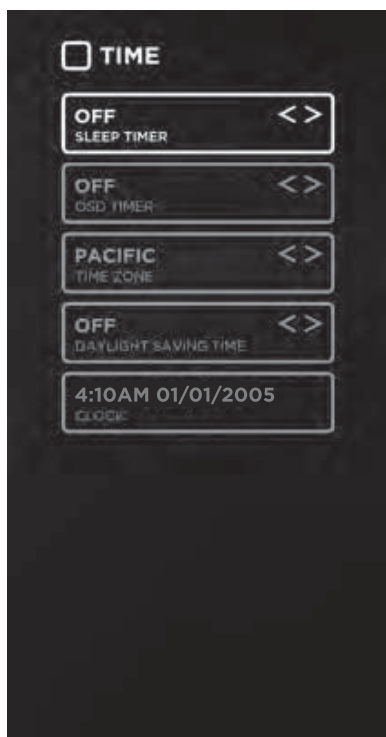 TIME
OFF < >
SLEEP TIMER
OFF < >
OSD TIMER
PACIFIC < >
TIME ZONE
OFF < >
DAYLIGHT SAVING TIME
4:10AM 01/01/2005
CLOCK